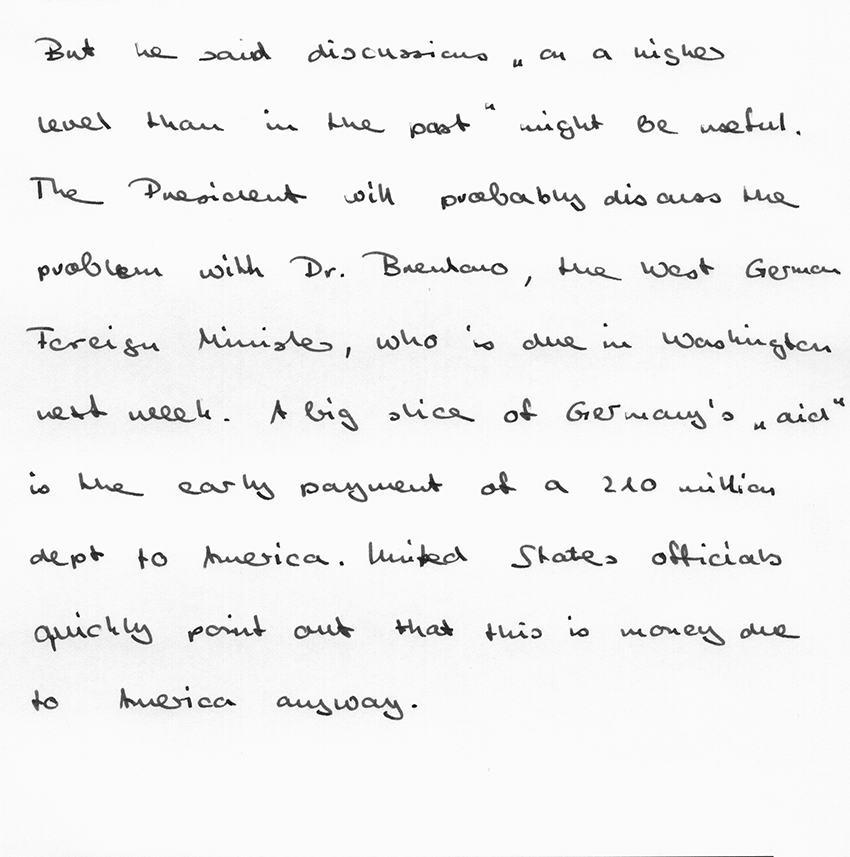 But he said discussions „on a higher
level than in the past" might be useful.
The President will probably discuss the
problem with Dr. Brentano, the West German
Foreign Minister, who is due in Washington
next week. A big slice of Germany's „aid"
is the early payment of a 210 million
dept to America. United States officials
quickly point out that this is money due
to America anyway.